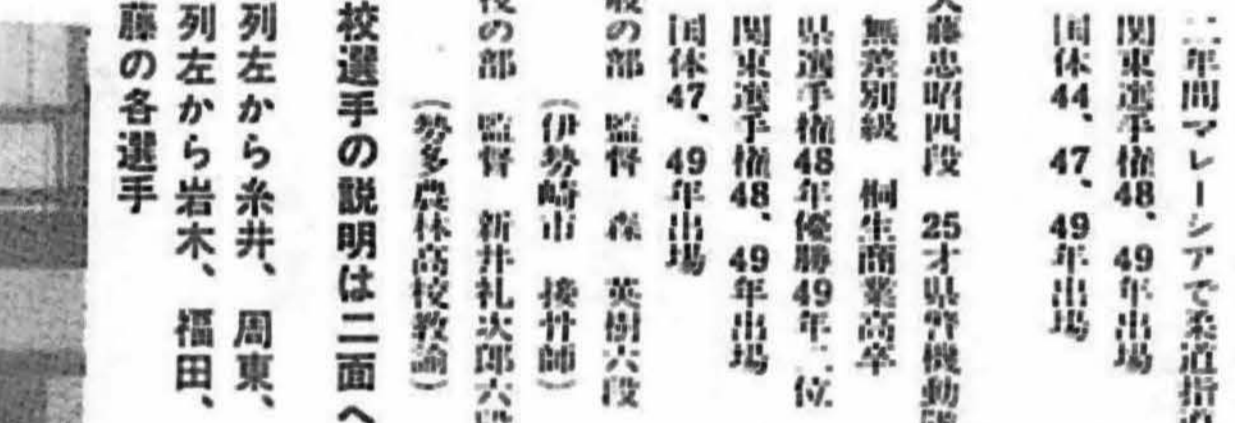 二年間マレーシアで柔道指
関東選手権48、49年出場
国体44、47、49年出場
藤忠昭四段 25才県警機動
無差別級 桐生商業高卒
県選手権48年優勝49年二位
関東選手権48、49年出場
国体47、49年出場
の部 監督 森 英樹六段
(伊勢崎市 接骨師)
の部 監督 新井礼次郎六段
(勢多農林高校教諭)
校選手の説明は二面へ
列左から糸井、周東、
列左から岩木、福田、
藤の各選手